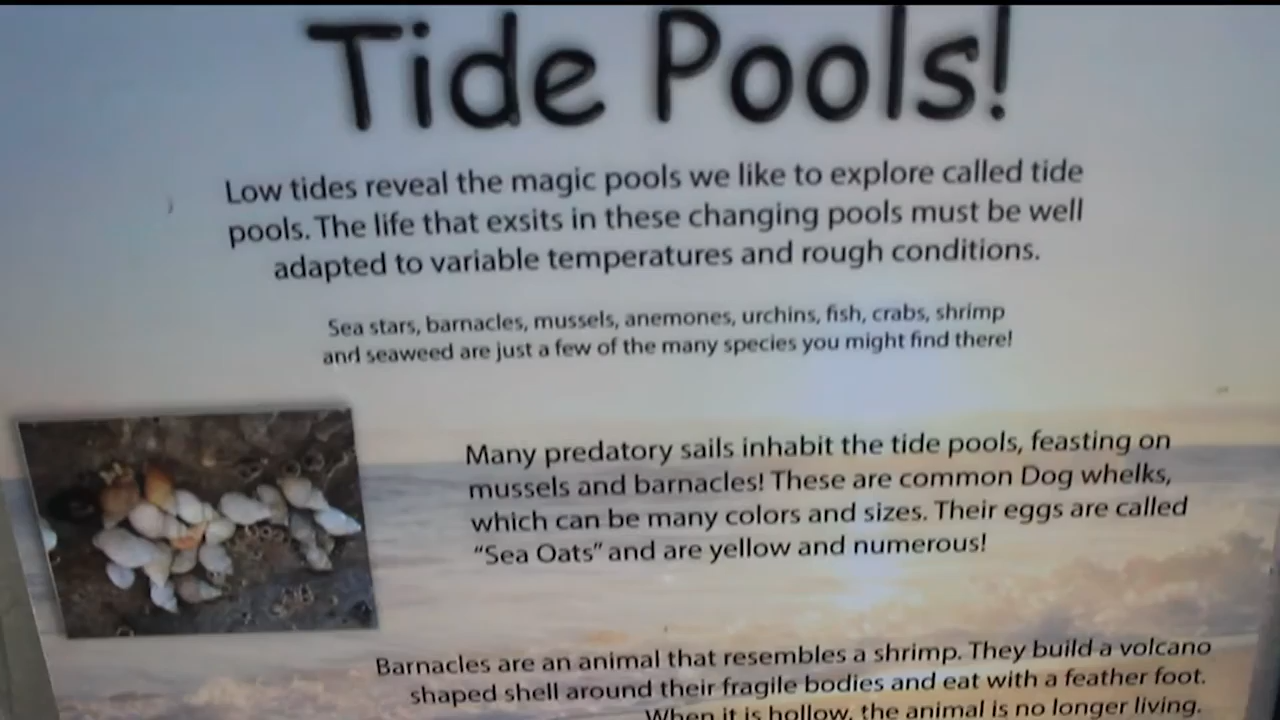 Tide Pools!
Low tides reveal the magic pools we like to explore called tide
pools. The life that exsits in these changing pools must be well
adapted to variable temperatures and rough conditions.
Sea stars, barnacles, mussels, anemones, urchins, fish, crabs, shrimp
and seaweed are just a few of the many species you might find there!
Many predatory sails inhabit the tide pools, feasting on
mussels and barnacles! These are common Dog whelks,
which can be many colors and sizes. Their eggs are called
“Sea Oats” and are yellow and numerous!
Barnacles are an animal that resembles a shrimp. They build a volcano
shaped shell around their fragile bodies and eat with a feather foot.
When it is hollow, the animal is no longer living.